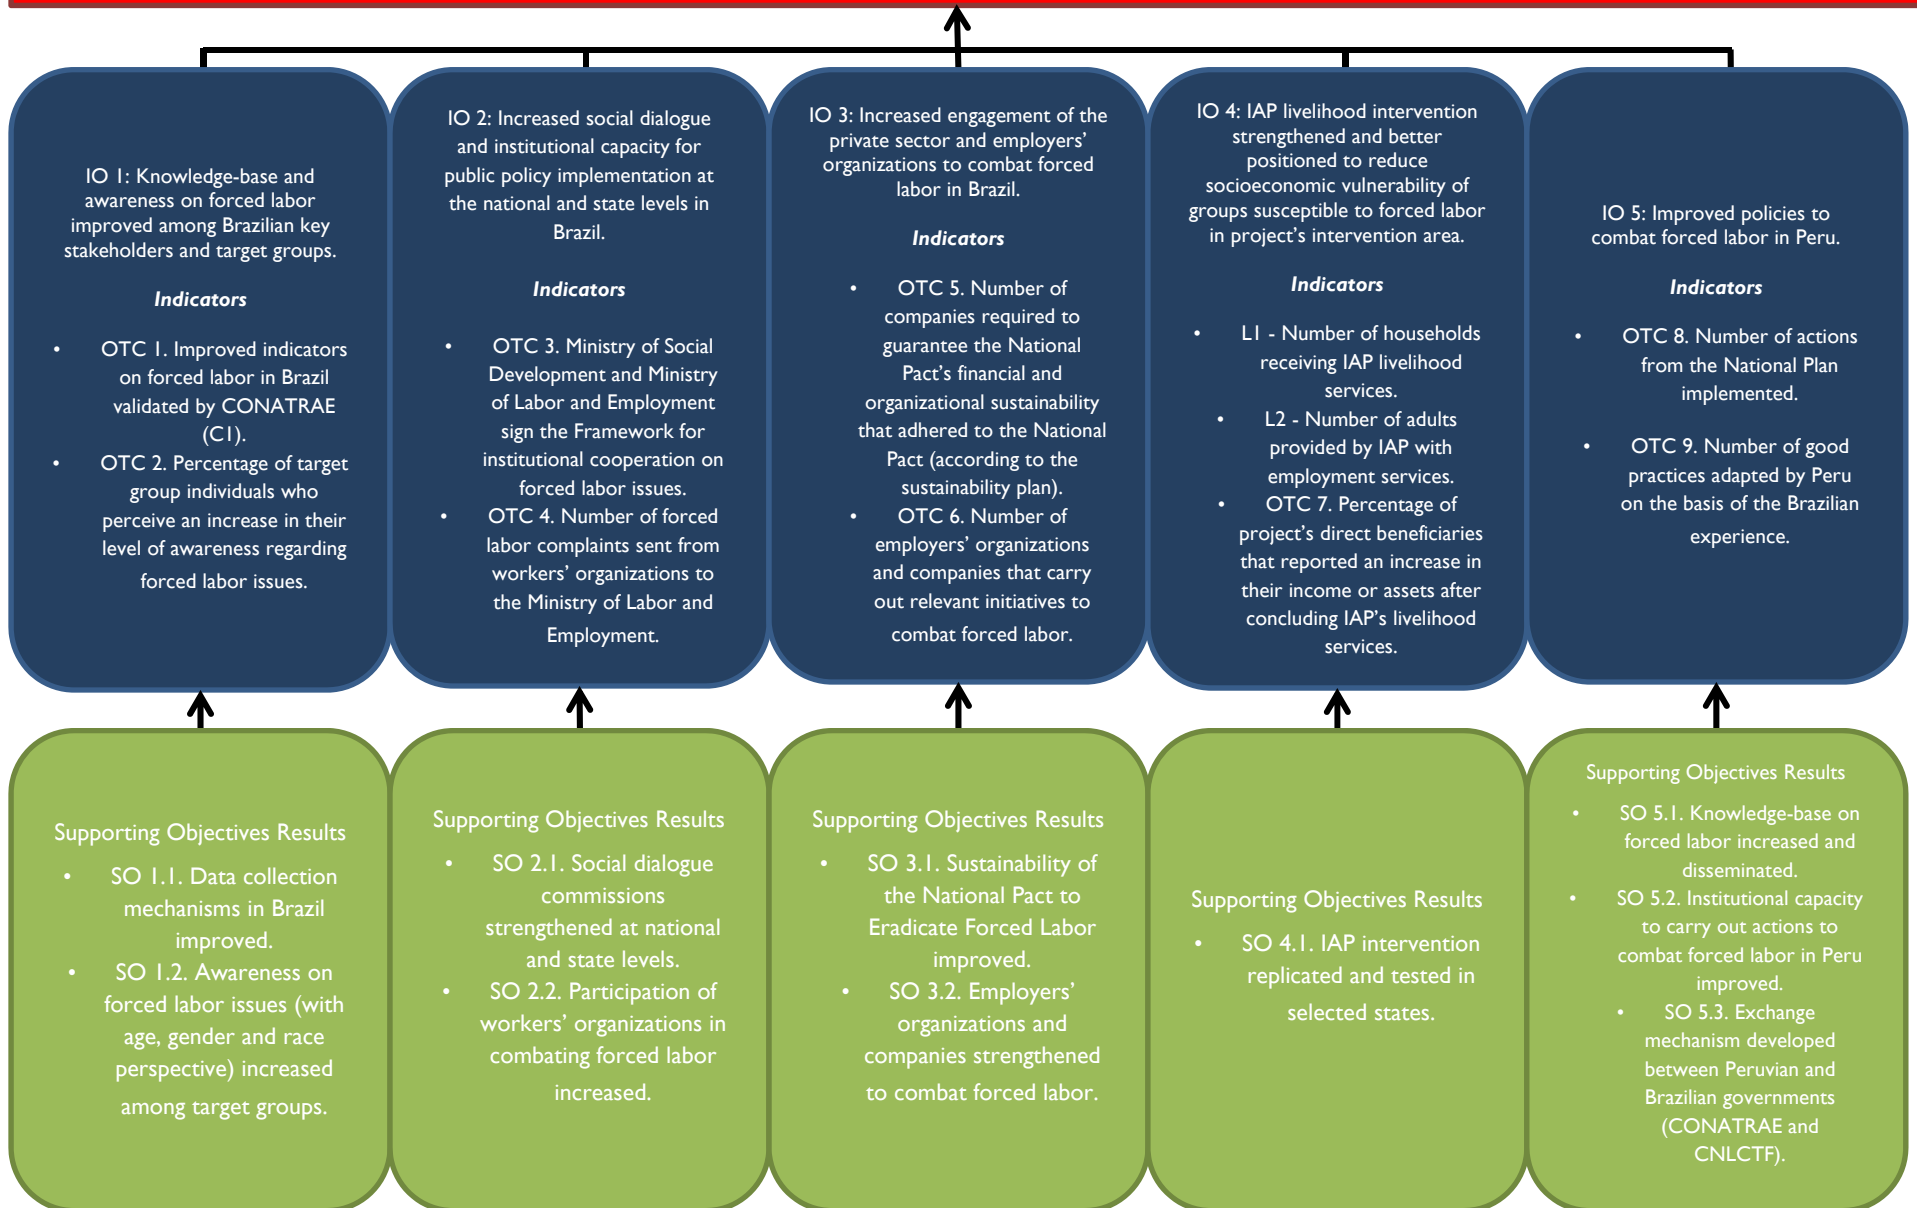 IO 1: Knowledge-base and
awareness on forced labor
improved among Brazilian key
stakeholders and target groups.
Indicators
• OTC 1. Improved indicators
on forced labor in Brazil
validated by CONATRAE
(C1).
• OTC 2. Percentage of target
group individuals who
perceive an increase in their
level of awareness regarding
forced labor issues.
IO 2: Increased social dialogue
and institutional capacity for
public policy implementation at
the national and state levels in
Brazil.
Indicators
• OTC 3. Ministry of Social
Development and Ministry
of Labor and Employment
sign the Framework for
institutional cooperation on
forced labor issues.
• OTC 4. Number of forced
labor complaints sent from
workers’ organizations to
the Ministry of Labor and
Employment.
IO 3: Increased engagement of the
private sector and employers’
organizations to combat forced
labor in Brazil.
Indicators
• OTC 5. Number of
companies required to
guarantee the National
Pact’s financial and
organizational sustainability
that adhered to the National
Pact (according to the
sustainability plan).
• OTC 6. Number of
employers’ organizations
and companies that carry
out relevant initiatives to
combat forced labor.
IO 4: IAP livelihood intervention
strengthened and better
positioned to reduce
socioeconomic vulnerability of
groups susceptible to forced labor
in project’s intervention area.
Indicators
• L1 - Number of households
receiving IAP livelihood
services.
• L2 - Number of adults
provided by IAP with
employment services.
• OTC 7. Percentage of
project’s direct beneficiaries
that reported an increase in
their income or assets after
concluding IAP’s livelihood
services.
IO 5: Improved policies to
combat forced labor in Peru.
Indicators
• OTC 8. Number of actions
from the National Plan
implemented.
• OTC 9. Number of good
practices adapted by Peru
on the basis of the Brazilian
experience.
Supporting Objectives Results
• SO 1.1. Data collection
mechanisms in Brazil
improved.
• SO 1.2. Awareness on
forced labor issues (with
age, gender and race
perspective) increased
among target groups.
Supporting Objectives Results
• SO 2.1. Social dialogue
commissions
strengthened at national
and state levels.
• SO 2.2. Participation of
workers’ organizations in
combating forced labor
increased.
Supporting Objectives Results
• SO 3.1. Sustainability of
the National Pact to
Eradicate Forced Labor
improved.
• SO 3.2. Employers’
organizations and
companies strengthened
to combat forced labor.
Supporting Objectives Results
• SO 4.1. IAP intervention
replicated and tested in
selected states.
Supporting Objectives Results
• SO 5.1. Knowledge-base on
forced labor increased and
disseminated.
• SO 5.2. Institutional capacity
to carry out actions to
combat forced labor in Peru
improved.
• SO 5.3. Exchange
mechanism developed
between Peruvian and
Brazilian governments
(CONATRAE and
CNLCTF).